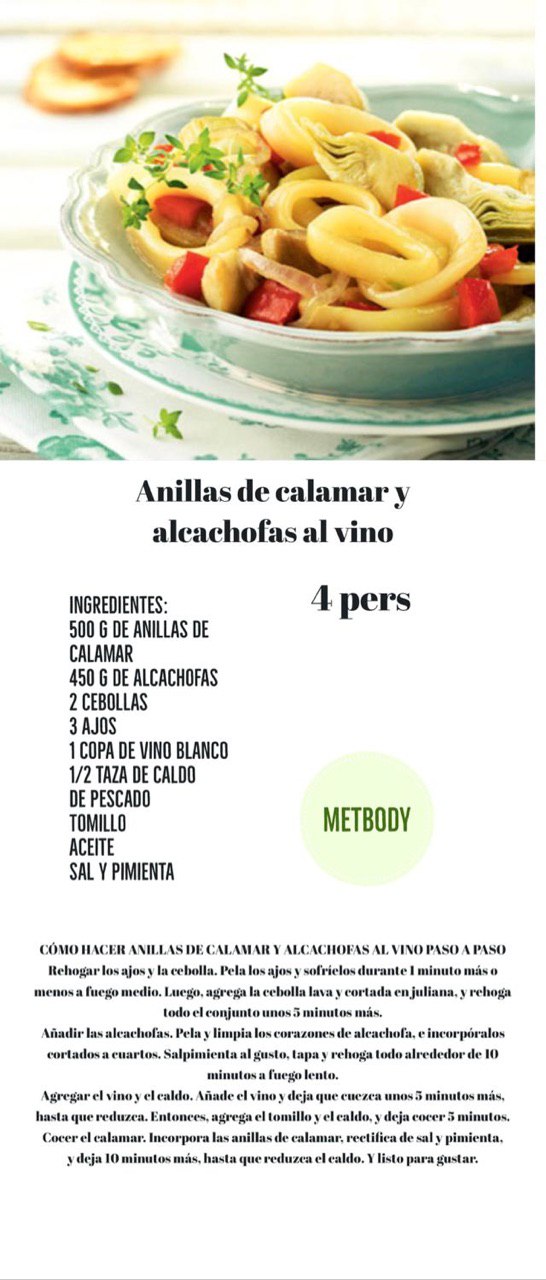 Anillas de calamar y
alcachofas al vino
4 pers
INGREDIENTES:
500 G DE ANILLAS DE
CALAMAR
450 G DE ALCACHOFAS
2 CEBOLLAS
3 AJOS
1 COPA DE VINO BLANCO
1/2 TAZA DE CALDO
DE PESCADO
TOMILLO
ACEITE
SAL Y PIMIENTA
METBODY
CÓMO HACER ANILLAS DE CALAMAR Y ALCACHOFAS AL VINO PASO A PASO
Rehogar los ajos y la cebolla. Pela los ajos y sofríelos durante 1 minuto más o
menos a fuego medio. Luego, agrega la cebolla lava y cortada en juliana, y rehoga
todo el conjunto unos 5 minutos más.
Añadir las alcachofas. Pela y limpia los corazones de alcachofa, e incorpóralos
cortados a cuartos. Salpimienta al gusto, tapa y rehoga todo alrededor de 10
minutos a fuego lento.
Agregar el vino y el caldo. Añade el vino y deja que cuezca unos 5 minutos más,
hasta que reduzca. Entonces, agrega el tomillo y el caldo, y deja cocer 5 minutos.
Cocer el calamar. Incorpora las anillas de calamar, rectifica de sal y pimienta,
y deja 10 minutos más, hasta que reduzca el caldo. Y listo para gustar.